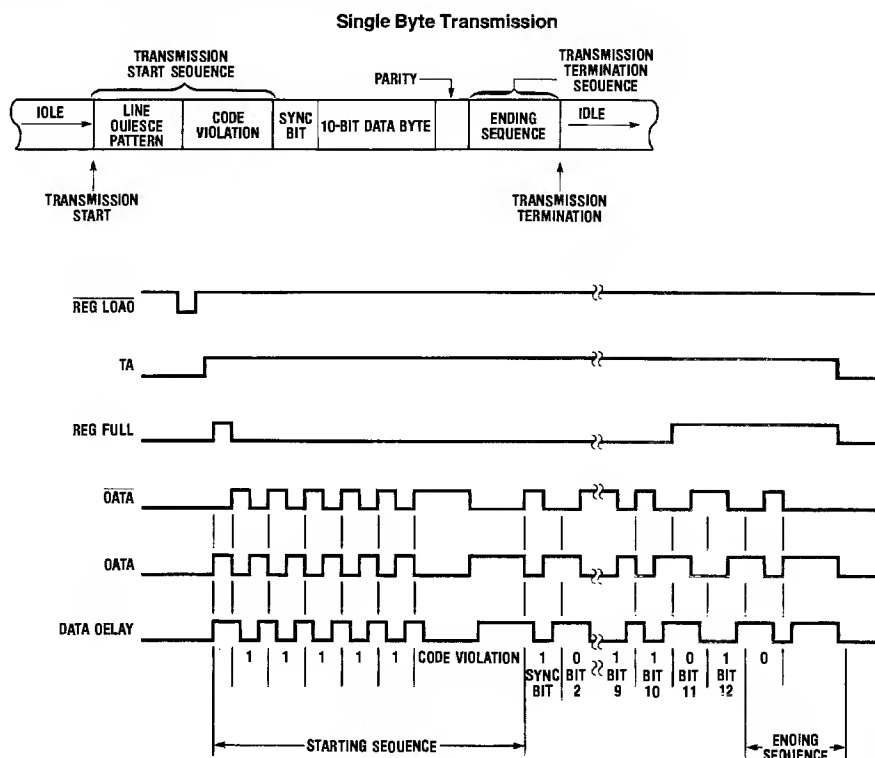 Single Byte Transmission
TRANSMISSION
START SEQUENCE
PARITY
TRANSMISSION
TERMINATION
SEQUENCE
IOLE
LINE
OUIESCE
PATTERN
CODE
VIOLATION
SYNC
BIT
10-BIT DATA BYTE
ENDING
SEQUENCE
IDLE
TRANSMISSION
START
TRANSMISSION
TERMINATION
REG LOAO
TA
REG FULL
OATA
OATA
DATA OELAY
1 1 1 1 1 CODE VIOLATION 1 0 1 1 0 1 0
SYNC BIT BIT BIT BIT BIT
BIT 2 9 10 11 12
STARTING SEQUENCE
ENOING
SEQUENCE